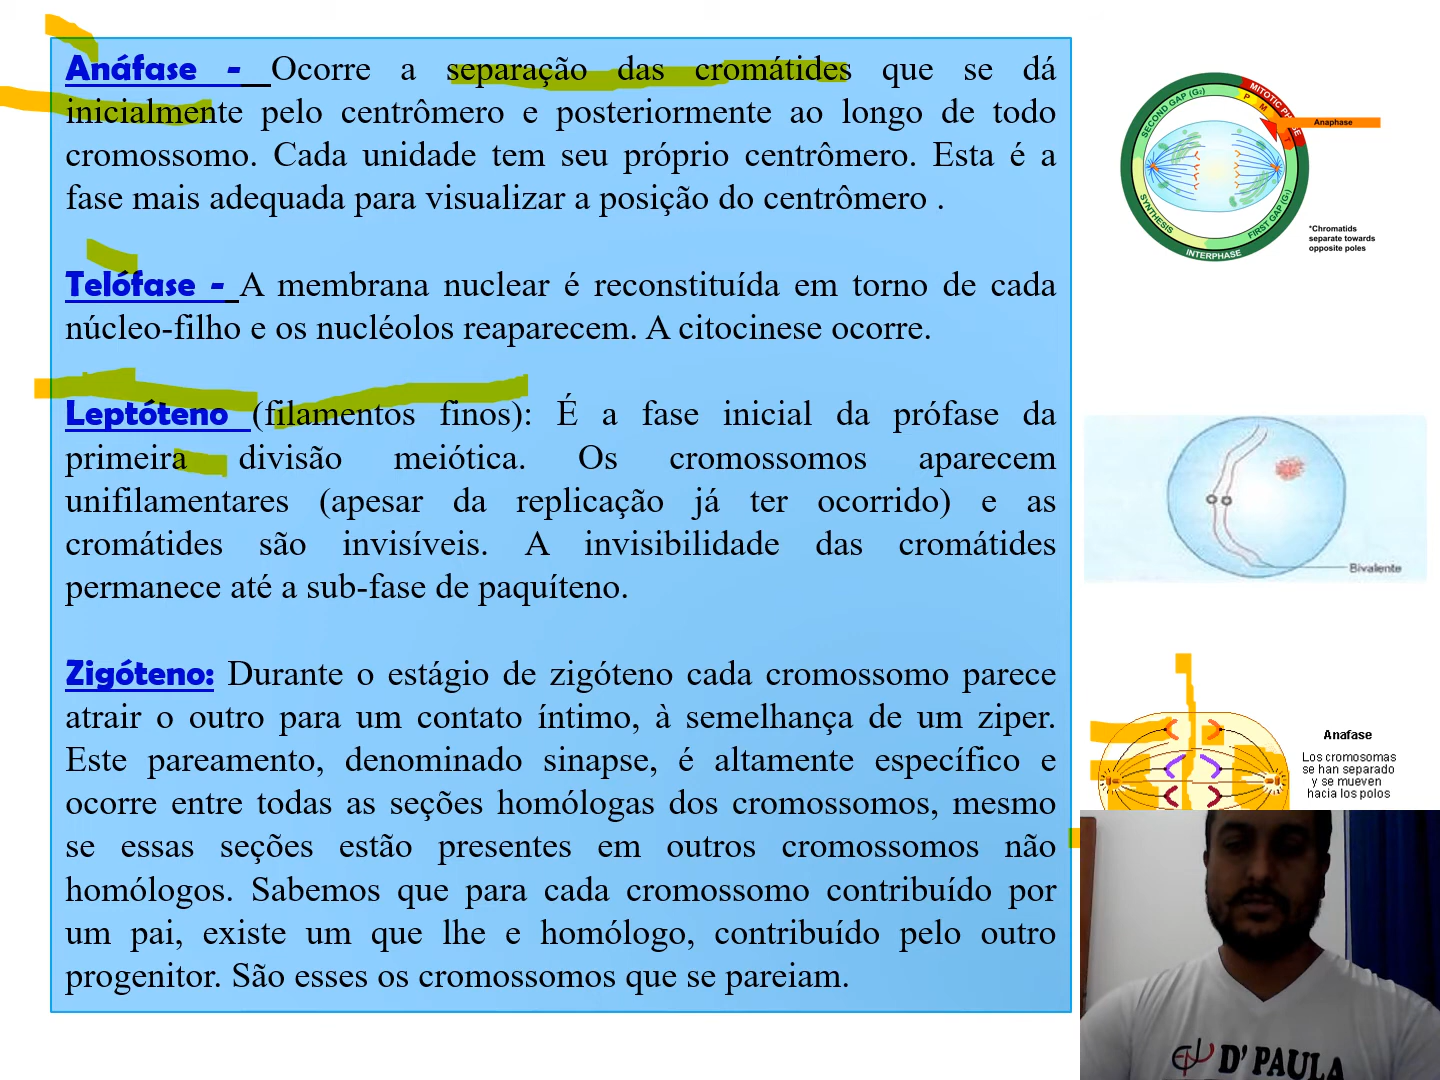 Anáfase - Ocorre a separação das cromátides que se dá
inicialmente pelo centrômero e posteriormente ao longo de todo
cromossomo. Cada unidade tem seu próprio centrômero. Esta é a
fase mais adequada para visualizar a posição do centrômero .
Telófase - A membrana nuclear é reconstituída em torno de cada
núcleo-filho e os nucléolos reaparecem. A citocinese ocorre.
Leptóteno (filamentos finos): É a fase inicial da prófase da
primeira divisão meiótica. Os cromossomos aparecem
unifilamentares (apesar da replicação já ter ocorrido) e as
cromátides são invisíveis. A invisibilidade das cromátides
permanece até a sub-fase de paquíteno.
Zigóteno: Durante o estágio de zigóteno cada cromossomo parece
atrair o outro para um contato íntimo, à semelhança de um ziper.
Este pareamento, denominado sinapse, é altamente específico e
ocorre entre todas as seções homólogas dos cromossomos, mesmo
se essas seções estão presentes em outros cromossomos não
homólogos. Sabemos que para cada cromossomo contribuído por
um pai, existe um que lhe e homólogo, contribuído pelo outro
progenitor. São esses os cromossomos que se pareiam.
SECOND GAP (G₂)
MITOTIC PHASE
P
M
T
Anaphase
SYNTHESIS
FIRST GAP (G₁)
INTERPHASE
*Chromatids
separate towards
opposite poles
Bivalente
Anafase
Los cromosomas
se han separado
y se mueven
hacia los polos
D' PAULA